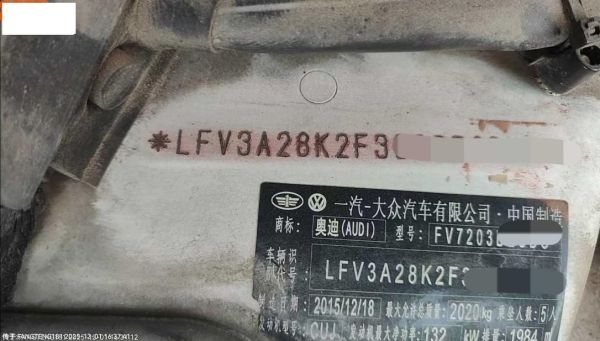 *LFV3A28K2F3
一汽-大众汽车有限公司·中国制造
商标: 奥迪(AUDI) 型号: FV7203
车辆识别代号: LFV3A28K2F3
制造日期: 2015/12/18 最大允许总质量: 2020kg 乘坐人数: 5人
发动机型号: CUJ 发动机最大净功率: 132 kW 排量: 1984 m